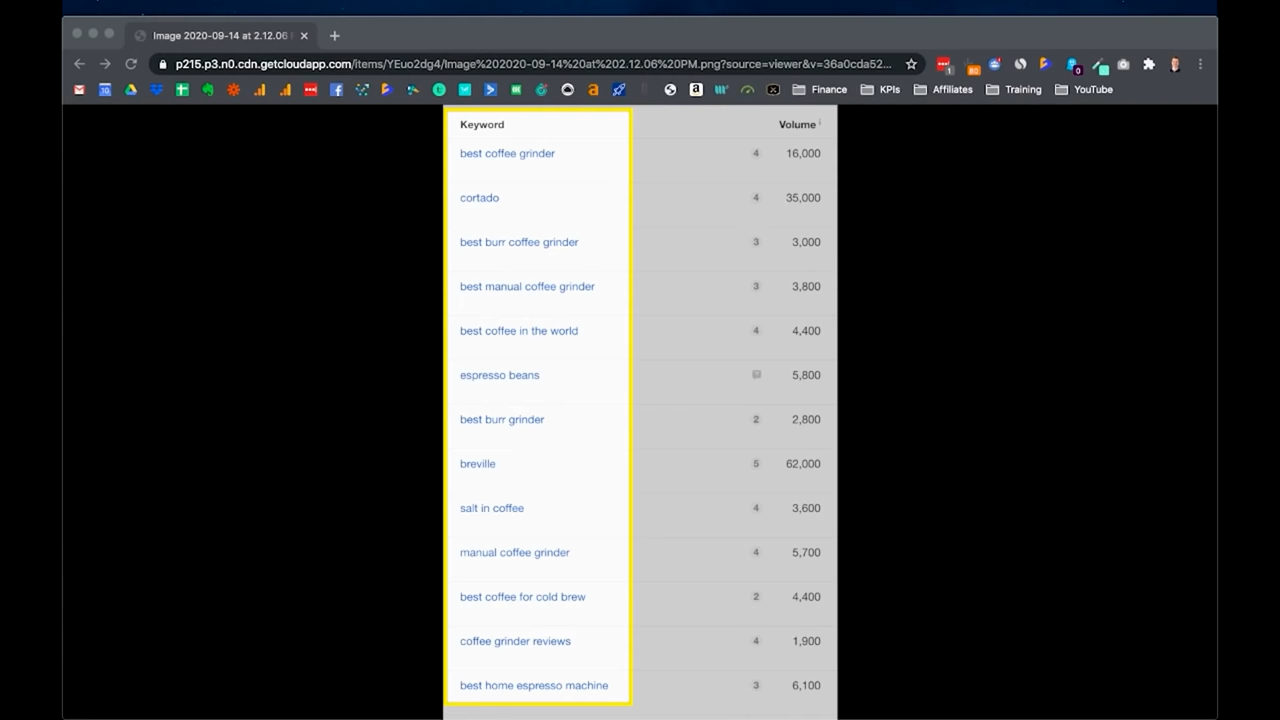 Image 2020-09-14 at 2.12.06
p215.p3.n0.cdn.getcloudapp.com/items/YEuo2dg4/Image%202020-09-14%20at%202.12.06%20PM.png?source=viewer&v=36a0cda52...
Finance KPIs Affiliates Training YouTube
Keyword Volume i
best coffee grinder 4 16,000
cortado 4 35,000
best burr coffee grinder 3 3,000
best manual coffee grinder 3 3,800
best coffee in the world 4 4,400
espresso beans 5,800
best burr grinder 2 2,800
breville 5 62,000
salt in coffee 4 3,600
manual coffee grinder 4 5,700
best coffee for cold brew 2 4,400
coffee grinder reviews 4 1,900
best home espresso machine 3 6,100